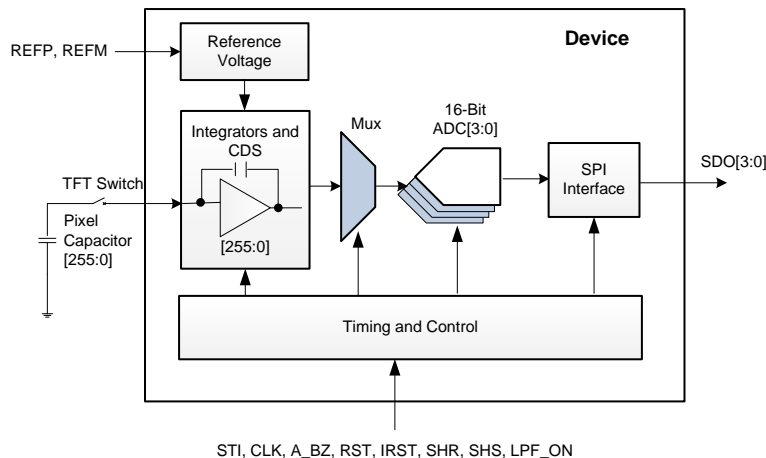 Device
REFP, REFM
Reference
Voltage
Integrators and
CDS
[255:0]
Mux
16-Bit
ADC[3:0]
SPI
Interface
SDO[3:0]
TFT Switch
Pixel
Capacitor
[255:0]
Timing and Control
STI, CLK, A_BZ, RST, IRST, SHR, SHS, LPF_ON